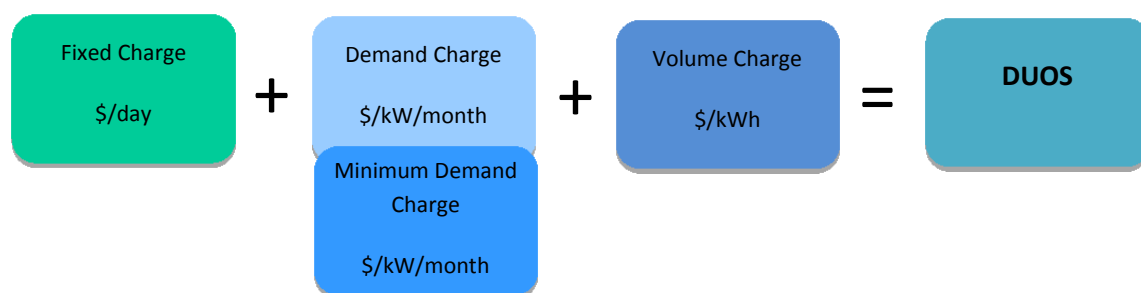 Fixed Charge
$/day
+
Demand Charge
$/kW/month
Minimum Demand
Charge
$/kW/month
+
Volume Charge
$/kWh
=
DUOS